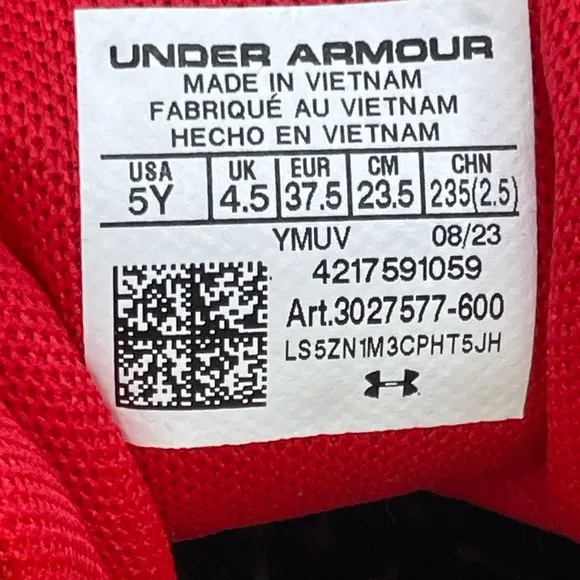 UNDER ARMOUR
MADE IN VIETNAM
FABRIQUÉ AU VIETNAM
HECHO EN VIETNAM
USA UK EUR CM CHN
5Y 4.5 37.5 23.5 235(2.5)
YMUV 08/23
4217591059
Art.3027577-600
LS5ZN1M3CPHT5JH